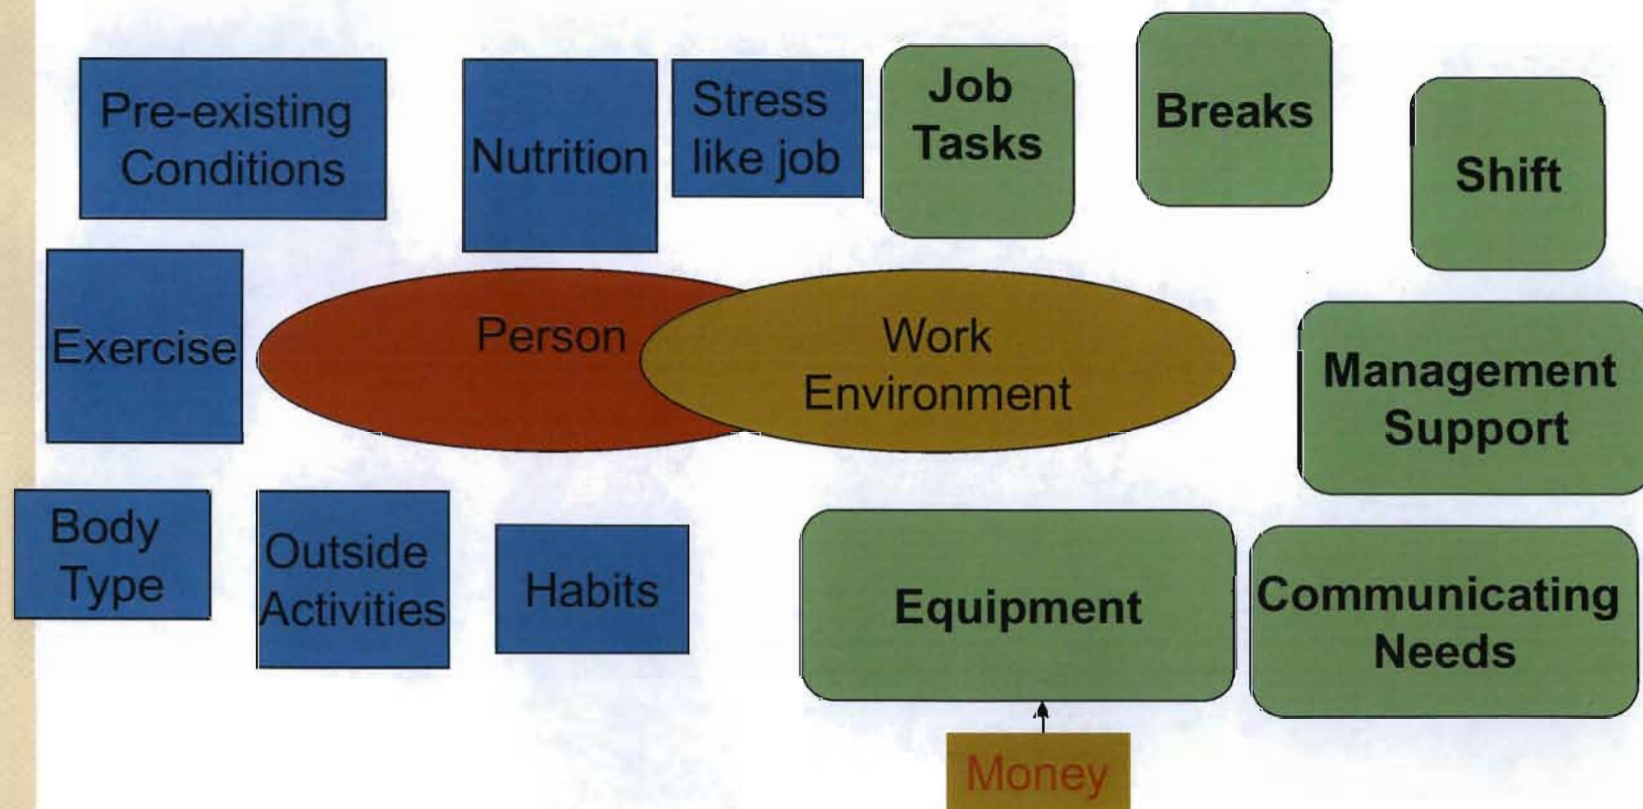 Pre-existing
Conditions
Nutrition
Stress
like job
Job
Tasks
Breaks
Shift
Exercise
Person
Work
Environment
Management
Support
Body
Type
Outside
Activities
Habits
Equipment
Communicating
Needs
Money